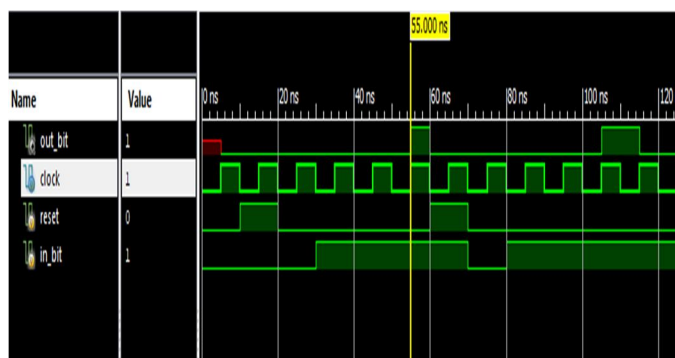 55.000 ns
Name Value
0 ns 20 ns 40 ns 60 ns 80 ns 100 ns 120
out_bit 1
clock 1
reset 0
in_bit 1